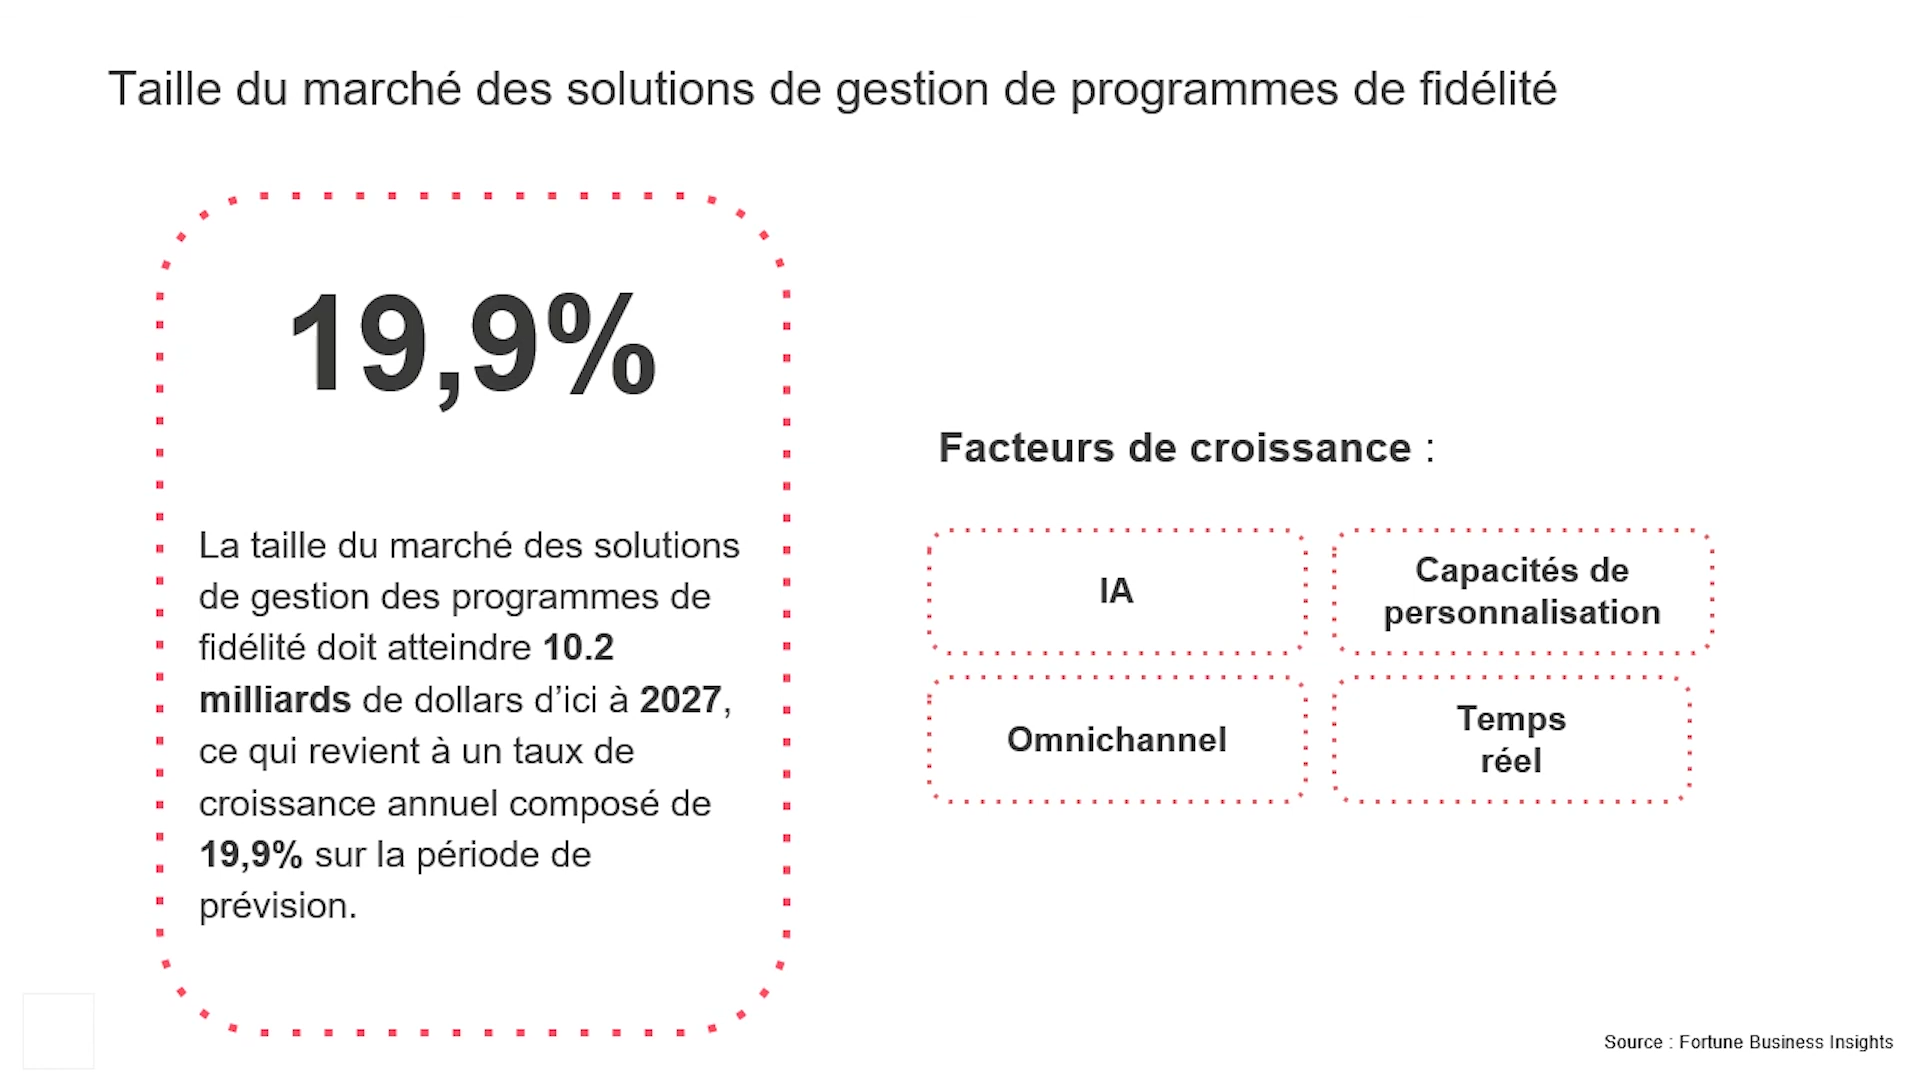 Taille du marché des solutions de gestion de programmes de fidélité
19,9%
La taille du marché des solutions
de gestion des programmes de
fidélité doit atteindre 10.2
milliards de dollars d’ici à 2027,
ce qui revient à un taux de
croissance annuel composé de
19,9% sur la période de
prévision.
Facteurs de croissance :
IA
Capacités de
personnalisation
Omnichannel
Temps
réel
Source : Fortune Business Insights